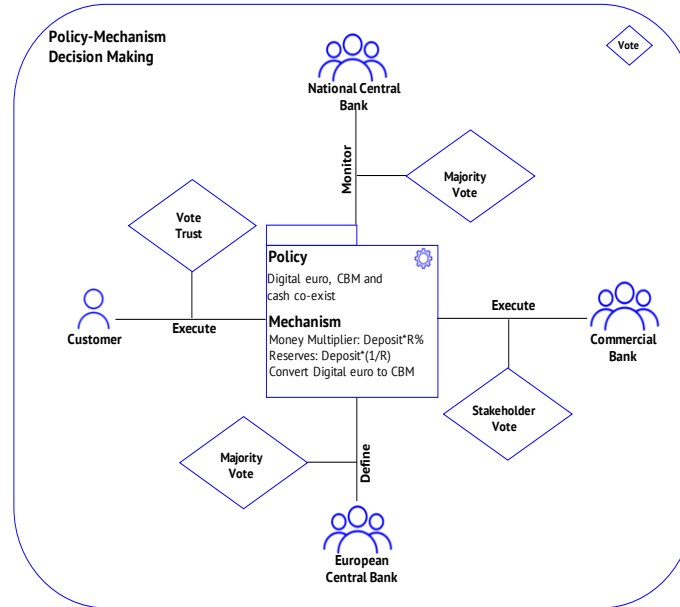 Policy-Mechanism
Decision Making
Vote
National Central
Bank
Monitor
Majority
Vote
Vote
Trust
Policy
Digital euro, CBM and
cash co-exist
Mechanism
Money Multiplier: Deposit*R%
Reserves: Deposit*(1/R)
Convert Digital euro to CBM
Customer
Execute
Execute
Commercial
Bank
Stakeholder
Vote
Majority
Vote
Define
European
Central Bank